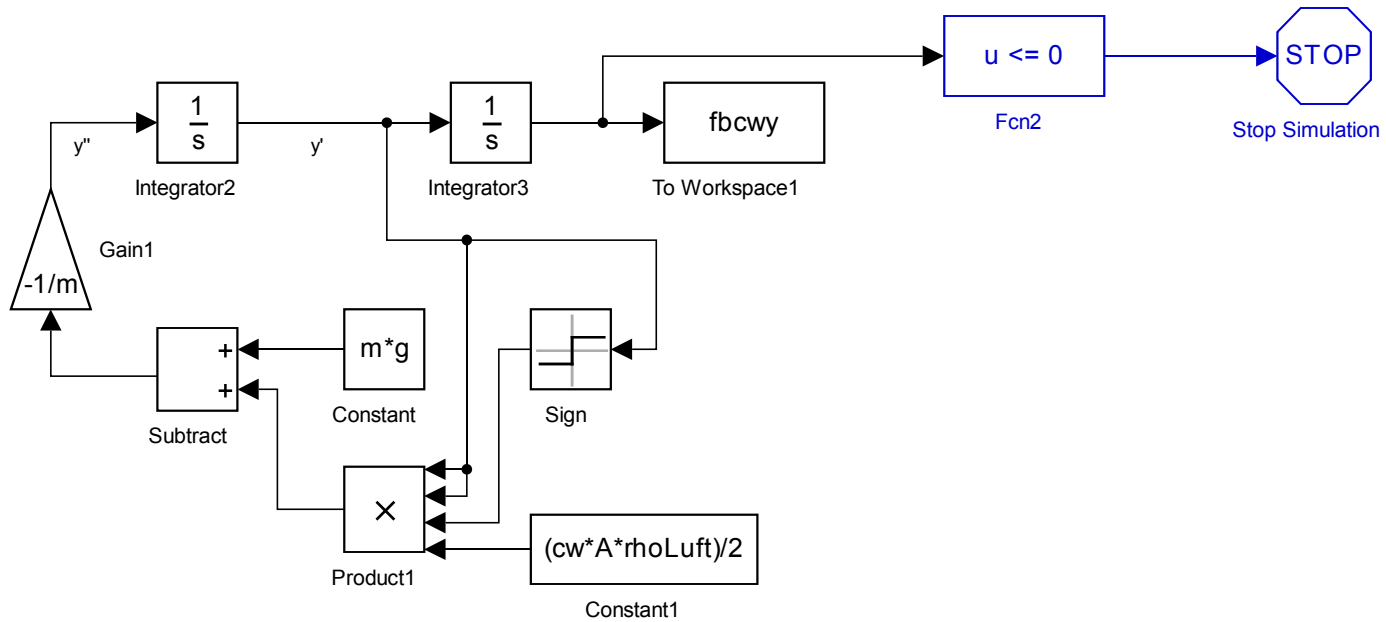 u <= 0
STOP
Fcn2
Stop Simulation
1
s
1
s
fbcwy
y"
y'
Integrator2
Integrator3
To Workspace1
Gain1
-1/m
+
+
m*g
Subtract
Constant
Sign
×
(cw*A*rhoLuft)/2
Product1
Constant1